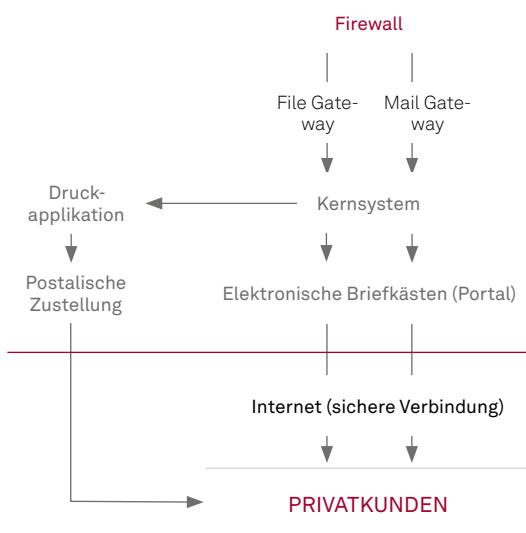 Firewall
File Gate-
way
Mail Gate-
way
Druck-
applikation
Kernsystem
Postalische
Zustellung
Elektronische Briefkästen (Portal)
Internet (sichere Verbindung)
PRIVATKUNDEN